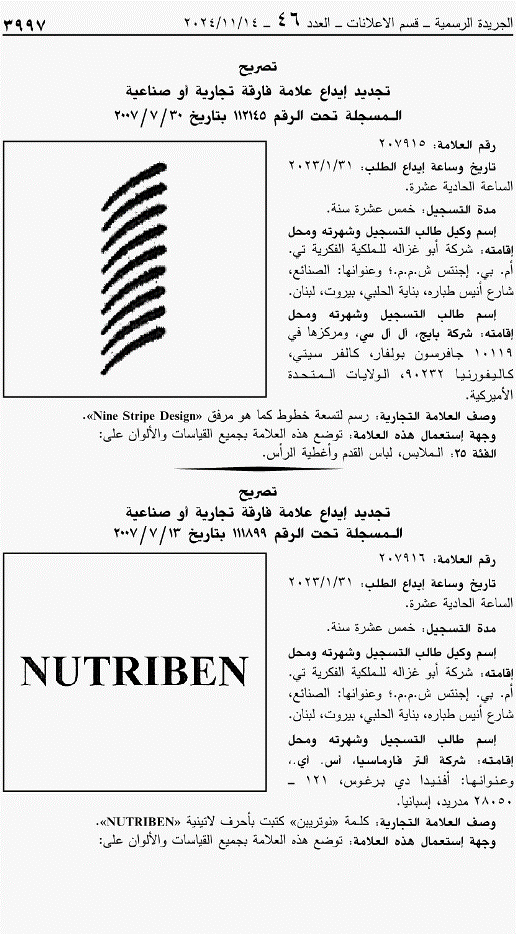 الجريدة الرسمية ــ قسم الاعلانات ــ العدد ٤٦ ــ ٢٠٢٤/١١/١٤
٣٩٩٧
تصريح
تجديد إيداع علامة فارقة تجارية أو صناعية
المسجلة تحت الرقم ١١٢١٤٥ بتاريخ ٢٠٠٧/٧/٣٠
رقم العلامة: ٢٠٧٩١٥
تاريخ وساعة إيداع الطلب: ٢٠٢٣/١/٣١
الساعة الحادية عشرة.
مدة التسجيل: خمس عشرة سنة.
إسم وكيل طالب التسجيل وشهرته ومحل
إقامته: شركة أبو غزاله للملكية الفكرية تي.
أم. بي. إجنتس ش.م.م.؛ وعنوانها: الصنائع،
شارع أنيس طباره، بناية الحلبي، بيروت، لبنان.
إسم طالب التسجيل وشهرته ومحل
إقامته: شركة بايج، أل أل سي، ومركزها في
١٠١١٩ جافرسون بولفار، كالفر سيتي،
كاليفورنيا ٩٠٢٣٢، الولايات المتحدة
الأميركية.
وصف العلامة التجارية: رسم لتسعة خطوط كما هو مرفق «Nine Stripe Design».
وجهة إستعمال هذه العلامة: توضع هذه العلامة بجميع القياسات والألوان على:
الفئة ٢٥: الملابس، لباس القدم وأغطية الرأس.
تصريح
تجديد إيداع علامة فارقة تجارية أو صناعية
المسجلة تحت الرقم ١١١٨٩٩ بتاريخ ٢٠٠٧/٧/١٣
رقم العلامة: ٢٠٧٩١٦
تاريخ وساعة إيداع الطلب: ٢٠٢٣/١/٣١
الساعة الحادية عشرة.
مدة التسجيل: خمس عشرة سنة.
إسم وكيل طالب التسجيل وشهرته ومحل
إقامته: شركة أبو غزاله للملكية الفكرية تي.
أم. بي. إجنتس ش.م.م.؛ وعنوانها: الصنائع،
شارع أنيس طباره، بناية الحلبي، بيروت، لبنان.
إسم طالب التسجيل وشهرته ومحل
إقامته: شركة ألتر فارماسيا، أس. أي.،
وعنوانها: أفنيدا دي برغوس، ١٢١ ــ
٢٨٠٥٠ مدريد، إسبانيا.
NUTRIBEN
وصف العلامة التجارية: كلمة «نوتريبن» كتبت بأحرف لاتينية «NUTRIBEN».
وجهة إستعمال هذه العلامة: توضع هذه العلامة بجميع القياسات والألوان على: